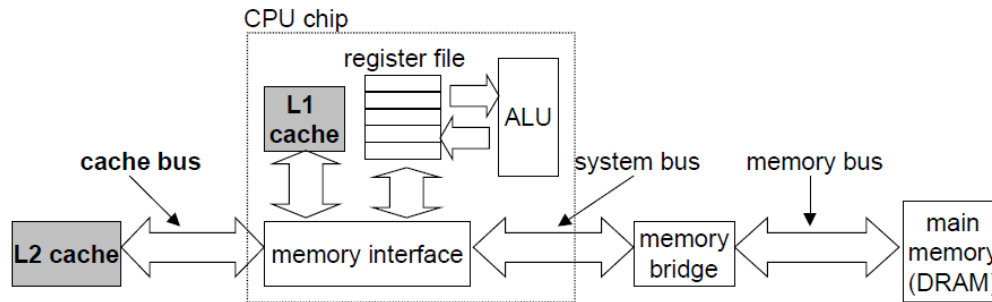 CPU chip
register file
L1
cache
ALU
cache bus
system bus
memory bus
L2 cache
memory interface
memory
bridge
main
memory
(DRAM)